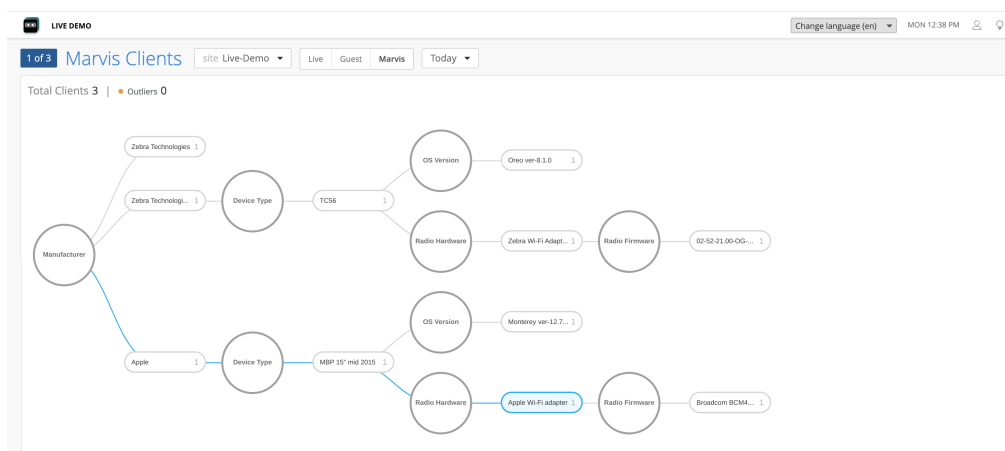 LIVE DEMO
Change language (en)
MON 12:38 PM
1 of 3
Marvis Clients
site Live-Demo
Live
Guest
Marvis
Today
Total Clients 3 | Outliers 0
Zebra Technologies 1
OS Version
Oreo ver-8.1.0 1
Zebra Technologi... 1
Device Type
TC56 1
Radio Hardware
Zebra Wi-Fi Adapt... 1
Radio Firmware
02-52-21.00-OG-... 1
Manufacturer
OS Version
Monterey ver-12.7... 1
Apple 1
Device Type
MBP 15" mid 2015 1
Radio Hardware
Apple Wi-Fi adapter 1
Radio Firmware
Broadcom BCM4... 1